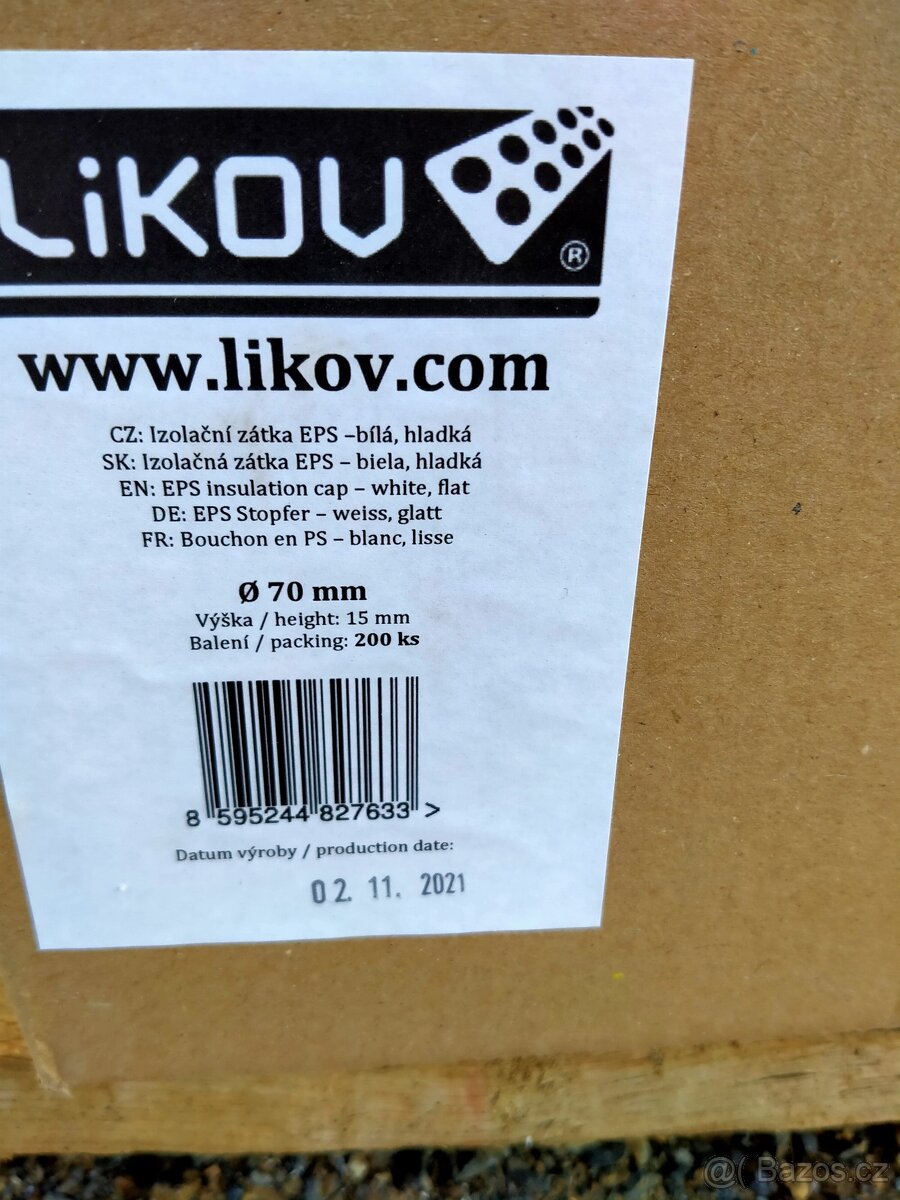 LiKOV
®
www.likov.com
CZ: Izolační zátka EPS –bílá, hladká
SK: Izolačná zátka EPS – biela, hladká
EN: EPS insulation cap – white, flat
DE: EPS Stopfer – weiss, glatt
FR: Bouchon en PS – blanc, lisse
Ø 70 mm
Výška / height: 15 mm
Balení / packing: 200 ks
8 595244 827633 >
Datum výroby / production date:
02. 11. 2021
@( Bazos.cz